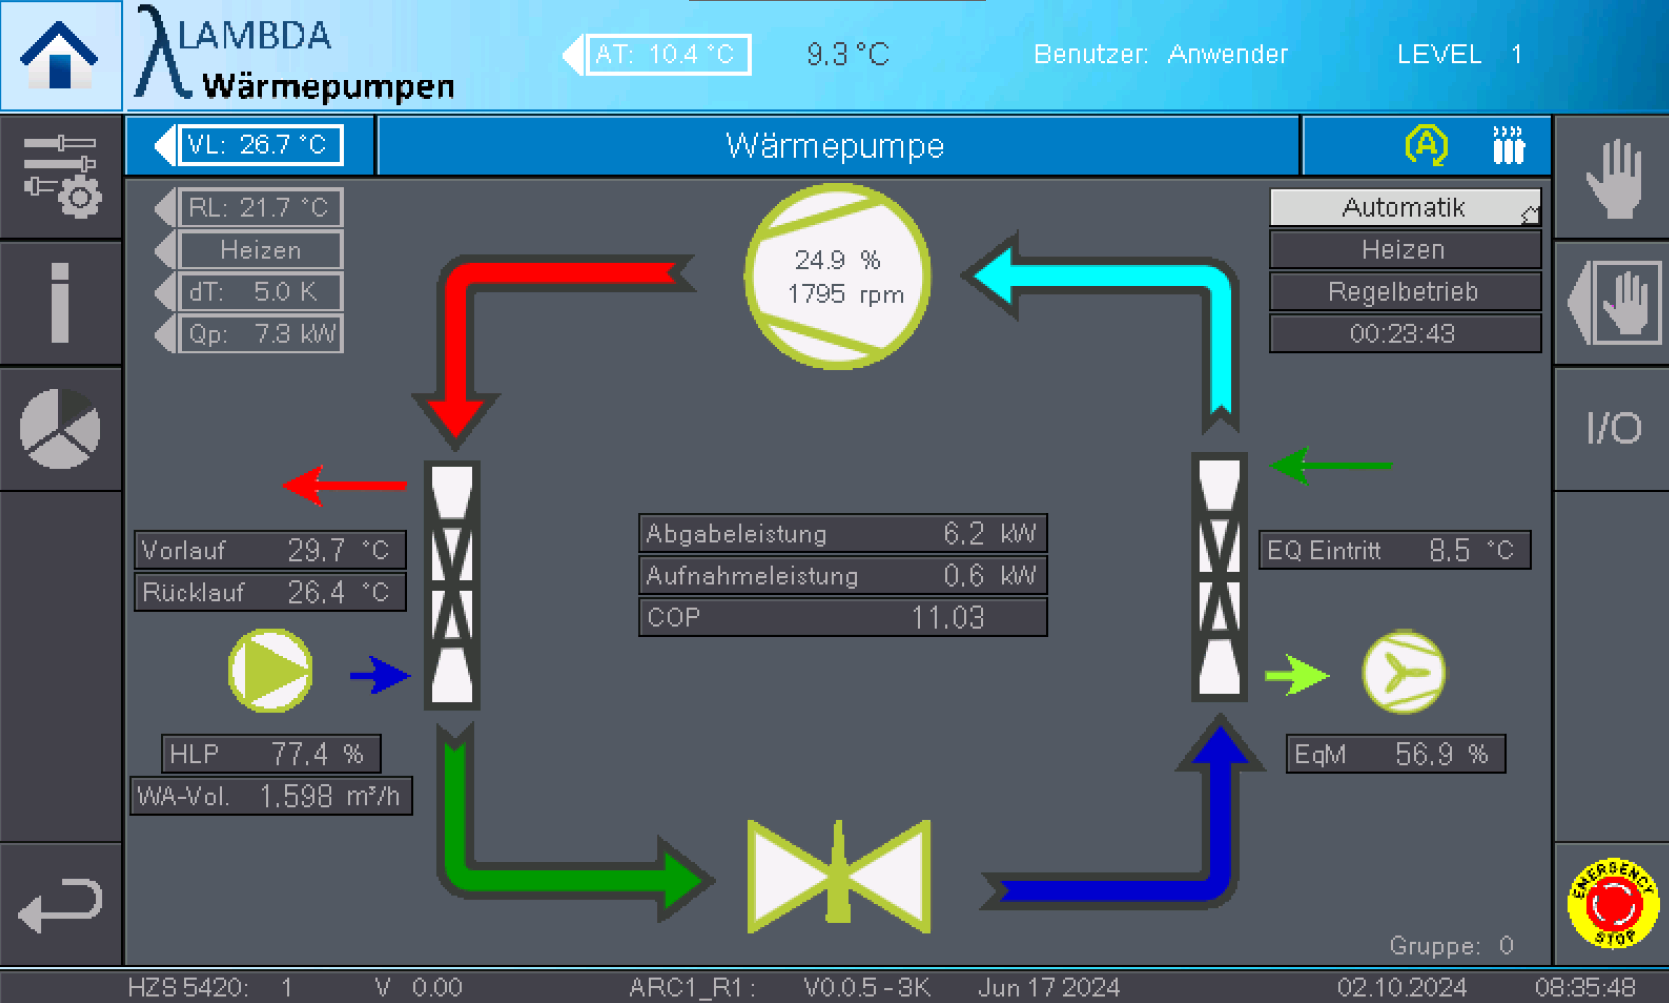 LAMBDA
Wärmepumpen
AT: 10.4 °C
9.3 °C
Benutzer: Anwender
LEVEL 1
VL: 26.7 °C
Wärmepumpe
A
RL: 21.7 °C
Heizen
dT: 5.0 K
Qp: 7.3 kW
24.9 %
1795 rpm
Automatik
Heizen
Regelbetrieb
00:23:43
I/O
Vorlauf 29.7 °C
Rücklauf 26.4 °C
Abgabeleistung 6.2 kW
Aufnahmeleistung 0.6 kW
COP 11.03
EQ Eintritt 8.5 °C
HLP 77.4 %
WA-Vol. 1.598 m³/h
EqM 56.9 %
EMERGENCY
STOP
Gruppe: 0
HZS 5420: 1 V 0.00 ARC1_R1 : V0.0.5 - 3K Jun 17 2024 02.10.2024 08:35:48